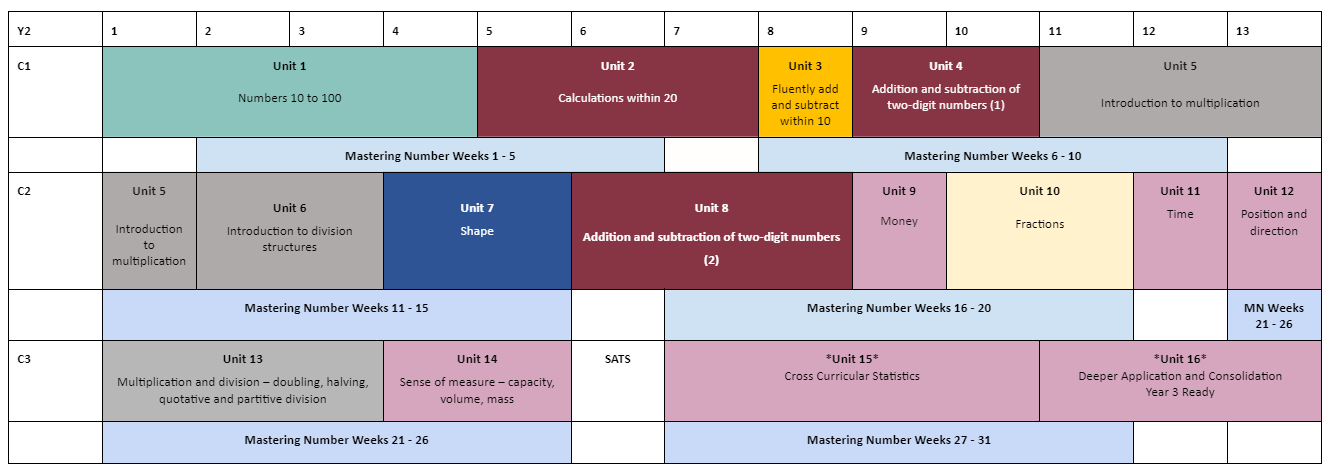 Y2 1 2 3 4 5 6 7 8 9 10 11 12 13
C1 Unit 1 Unit 2 Unit 3 Unit 4 Unit 5
Numbers 10 to 100
Calculations within 20
Fluently add
and subtract
within 10
Addition and subtraction of
two-digit numbers (1)
Introduction to multiplication
Mastering Number Weeks 1 - 5
Mastering Number Weeks 6 - 10
C2
Unit 5
Introduction
to
multiplication
Unit 6
Introduction to division
structures
Unit 7
Shape
Unit 8
Addition and subtraction of two-digit numbers
(2)
Unit 9
Money
Unit 10
Fractions
Unit 11
Time
Unit 12
Position and
direction
Mastering Number Weeks 11 - 15
Mastering Number Weeks 16 - 20
MN Weeks
21 - 26
C3
Unit 13
Multiplication and division – doubling, halving,
quotative and partitive division
Unit 14
Sense of measure – capacity,
volume, mass
SATS
*Unit 15*
Cross Curricular Statistics
*Unit 16*
Deeper Application and Consolidation
Year 3 Ready
Mastering Number Weeks 21 - 26
Mastering Number Weeks 27 - 31